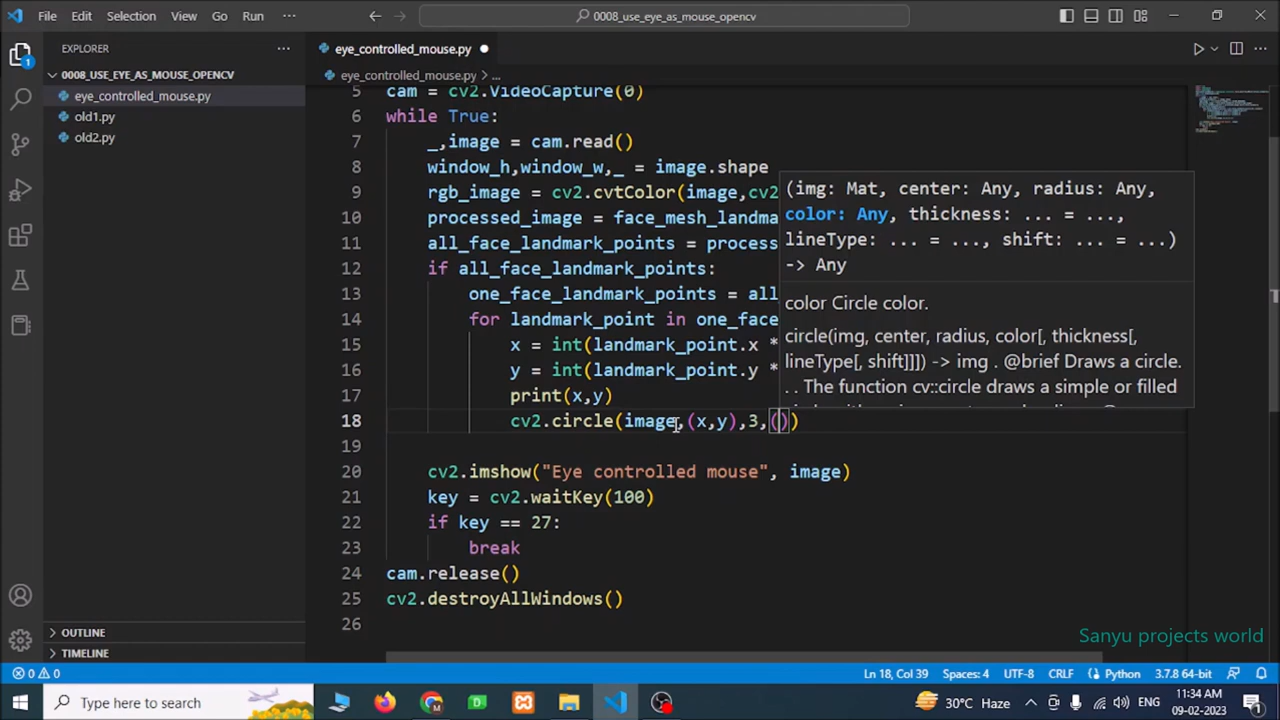 File Edit Selection View Go Run ··· 0008_use_eye_as_mouse_opencv
EXPLORER ···
0008_USE_EYE_AS_MOUSE_OPENCV
eye_controlled_mouse.py
old1.py
old2.py
OUTLINE
TIMELINE
1
eye_controlled_mouse.py
eye_controlled_mouse.py > ...
5 cam = cv2.VideoCapture(0)
6 while True:
7 _,image = cam.read()
8 window_h,window_w,_ = image.shape
9 rgb_image = cv2.cvtColor(image,cv2
10 processed_image = face_mesh_landma
11 all_face_landmark_points = process
12 if all_face_landmark_points:
13 one_face_landmark_points = all
14 for landmark_point in one_face
15 x = int(landmark_point.x *
16 y = int(landmark_point.y *
17 print(x,y)
18 cv2.circle(image,(x,y),3,())
19
20 cv2.imshow("Eye controlled mouse", image)
21 key = cv2.waitKey(100)
22 if key == 27:
23 break
24 cam.release()
25 cv2.destroyAllWindows()
26
(img: Mat, center: Any, radius: Any,
color: Any, thickness: ... = ...,
lineType: ... = ..., shift: ... = ...)
-> Any
color Circle color.
circle(img, center, radius, color[, thickness[,
lineType[, shift]]]) -> img . @brief Draws a circle.
. . The function cv::circle draws a simple or filled
Sanyu projects world
0 0 Ln 18, Col 39 Spaces: 4 UTF-8 CRLF Python 3.7.8 64-bit
Type here to search 30°C Haze ENG 11:34 AM
09-02-2023 1